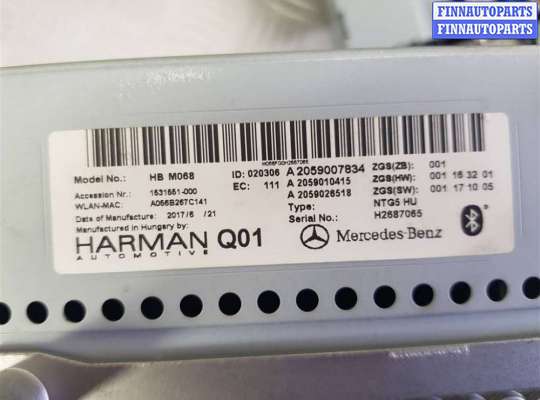 FINNAUTOPARTS
FINNAUTOPARTS
FINNAUTOPARTS
H068FQ0H2687065
Model No.: HB M068 ID: 020306 A 2059007834 ZGS(ZB): 001
Accession Nr.: 1531551-000 EC: 111 A 2059010415 ZGS(HW): 001 16 32 01
WLAN-MAC: A056B267C141 A 2059026518 ZGS(SW): 001 17 10 05
Date of Manufacture: 2017/6 /21 Type: NTG5 HU
Manufactured in Hungary by: Serial No.: H2687065
HARMAN Q01 Mercedes-Benz
AUTOMOTIVE